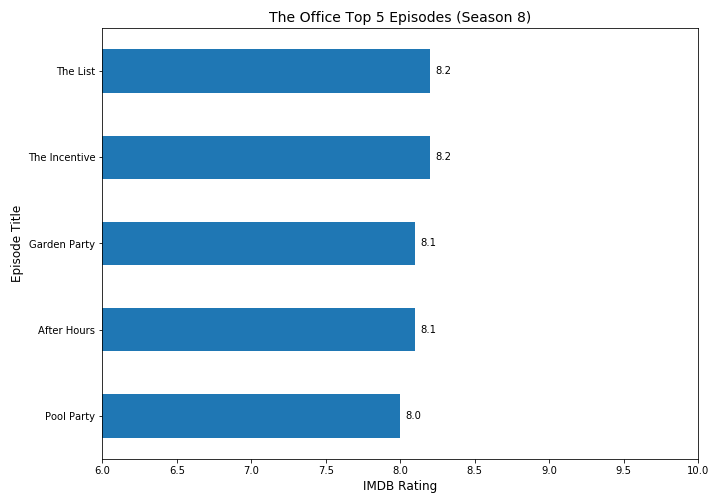 The Office Top 5 Episodes (Season 8)
Episode Title
The List
8.2
The Incentive
8.2
Garden Party
8.1
After Hours
8.1
Pool Party
8.0
6.0 6.5 7.0 7.5 8.0 8.5 9.0 9.5 10.0
IMDB Rating